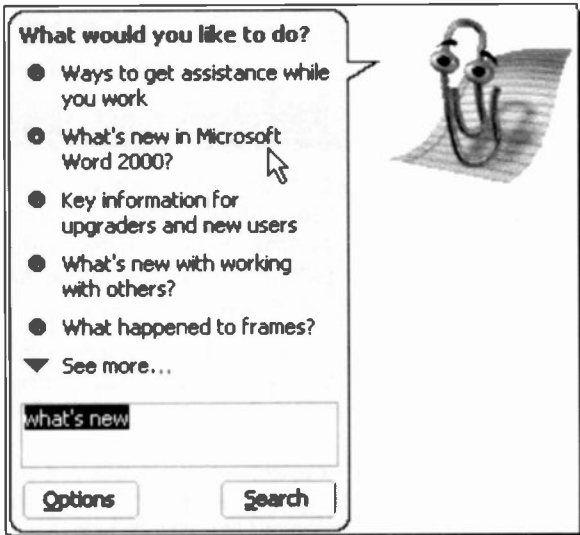 What would you like to do?
Ways to get assistance while
you work
What's new in Microsoft
Word 2000?
Key information for
upgraders and new users
What's new with working
with others?
What happened to frames?
See more...
what's new
Options
Search